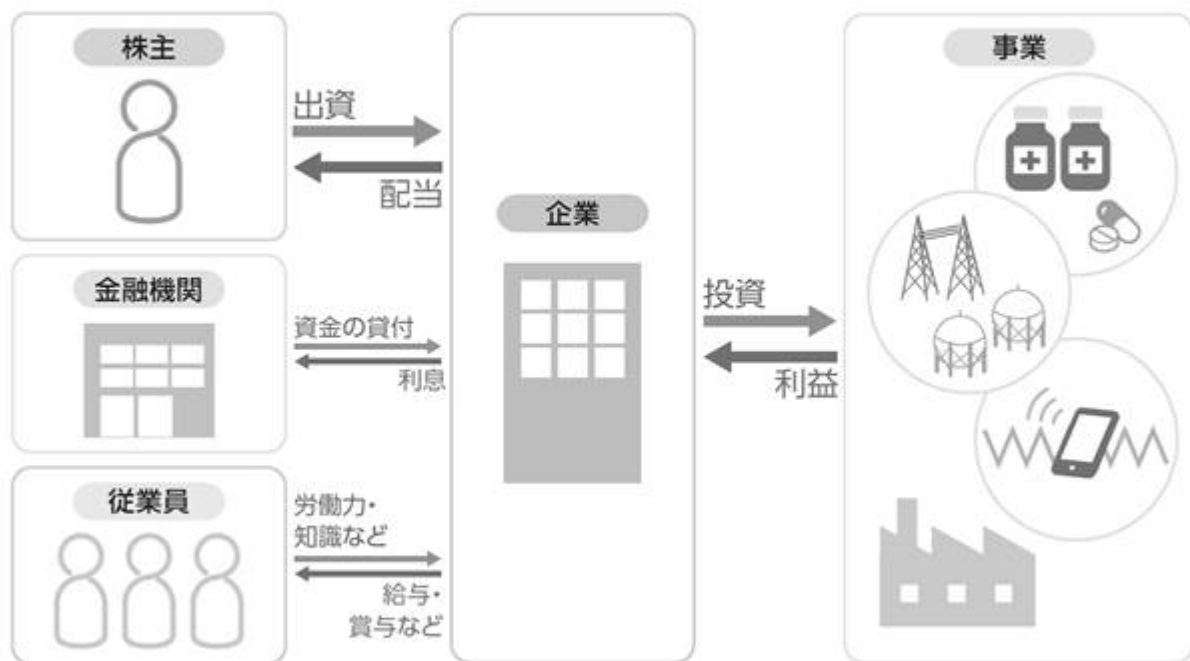 株主
出資
配当
金融機関
資金の貸付
利息
従業員
労働力・
知識など
給与・
賞与など
企業
投資
利益
事業